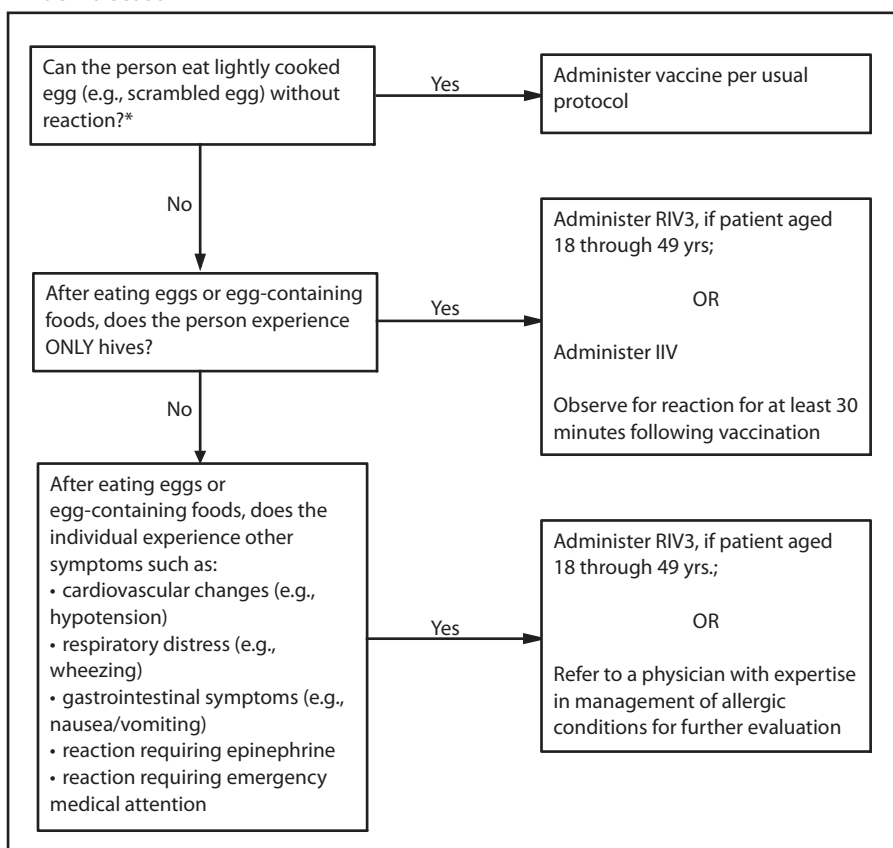 Can the person eat lightly cooked
egg (e.g., scrambled egg) without
reaction?*
Yes
Administer vaccine per usual
protocol
No
After eating eggs or egg-containing
foods, does the person experience
ONLY hives?
Yes
Administer RIV3, if patient aged
18 through 49 yrs;
OR
Administer IIV
Observe for reaction for at least 30
minutes following vaccination
No
After eating eggs or
egg-containing foods, does the
individual experience other
symptoms such as:
• cardiovascular changes (e.g.,
hypotension)
• respiratory distress (e.g.,
wheezing)
• gastrointestinal symptoms (e.g.,
nausea/vomiting)
• reaction requiring epinephrine
• reaction requiring emergency
medical attention
Yes
Administer RIV3, if patient aged
18 through 49 yrs.;
OR
Refer to a physician with expertise
in management of allergic
conditions for further evaluation